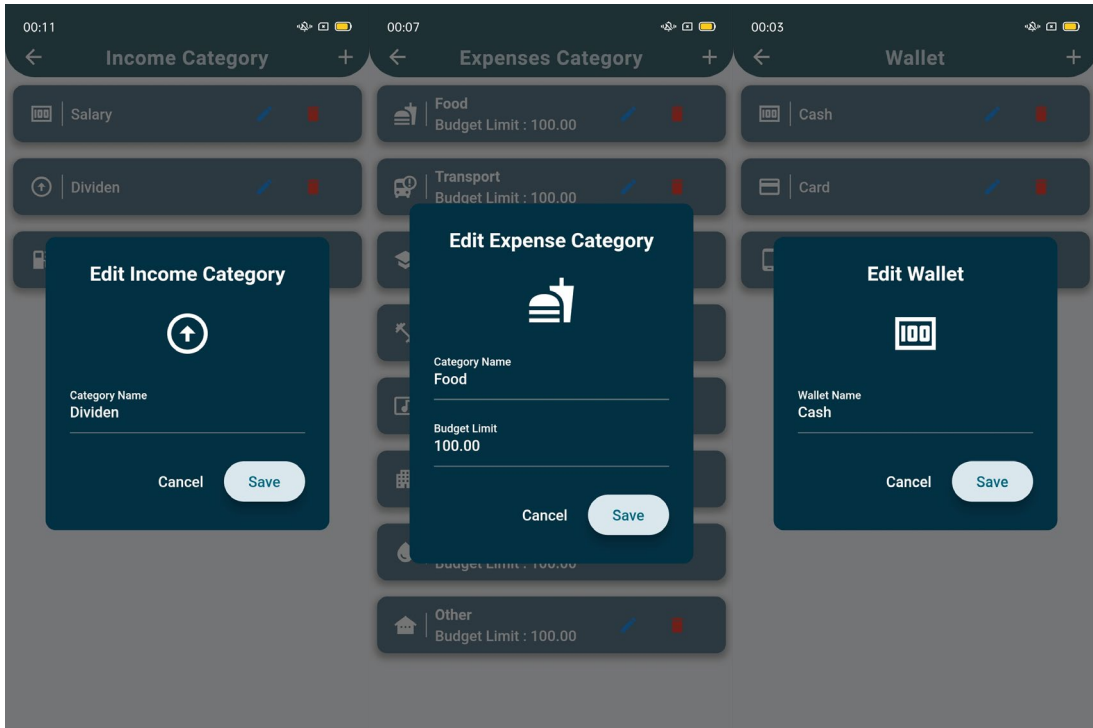 00:11
Income Category
Salary
Dividen
Edit Income Category
Category Name
Dividen
Cancel Save
00:07
Expenses Category
Food
Budget Limit : 100.00
Transport
Budget Limit : 100.00
Edit Expense Category
Category Name
Food
Budget Limit
100.00
Cancel Save
Budget Limit : 100.00
Other
Budget Limit : 100.00
00:03
Wallet
Cash
100
Card
Edit Wallet
100
Wallet Name
Cash
Cancel Save